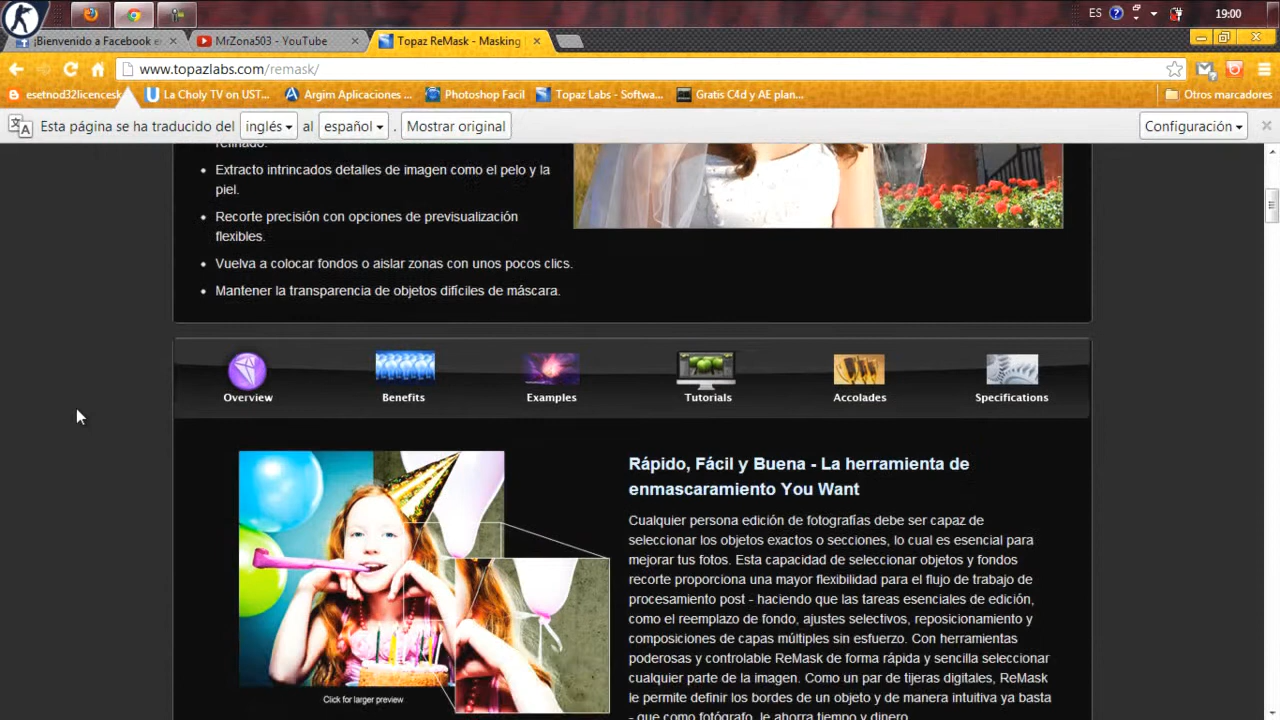 ES
19:00
¡Bienvenido a Facebook e
MrZona503 - YouTube
Topaz ReMask - Masking
www.topazlabs.com/remask/
esetnod32licencesk
La Choly TV on UST...
Argim Aplicaciones ...
Photoshop Facil
Topaz Labs - Softwa...
Gratis C4d y AE plan...
Otros marcadores
Esta página se ha traducido del inglés al español . Mostrar original
Configuración
refinado.
Extracto intrincados detalles de imagen como el pelo y la
piel.
Recorte precisión con opciones de previsualización
flexibles.
Vuelva a colocar fondos o aislar zonas con unos pocos clics.
Mantener la transparencia de objetos difíciles de máscara.
Overview
Benefits
Examples
Tutorials
Accolades
Specifications
Click for larger preview
Rápido, Fácil y Buena - La herramienta de
enmascaramiento You Want
Cualquier persona edición de fotografías debe ser capaz de
seleccionar los objetos exactos o secciones, lo cual es esencial para
mejorar tus fotos. Esta capacidad de seleccionar objetos y fondos
recorte proporciona una mayor flexibilidad para el flujo de trabajo de
procesamiento post - haciendo que las tareas esenciales de edición,
como el reemplazo de fondo, ajustes selectivos, reposicionamiento y
composiciones de capas múltiples sin esfuerzo. Con herramientas
poderosas y controlable ReMask de forma rápida y sencilla seleccionar
cualquier parte de la imagen. Como un par de tijeras digitales, ReMask
le permite definir los bordes de un objeto y de manera intuitiva ya basta
- que como fotógrafo, le ahorra tiempo y dinero.